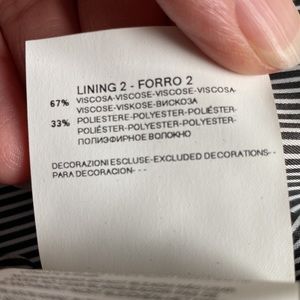 LINING 2 - FORRO 2
67% VISCOSA-VISCOSE-VISCOSE-VISCOSA-
VISCOSE-VISKOSE-ВИСКОЗА
33% POLIESTERE-POLYESTER-POLIÉSTER-
POLIÉSTER-POLYESTER-POLYESTER-
ПОЛИЭФИРНОЕ ВОЛОКНО
DECORAZIONI ESCLUSE-EXCLUDED DECORATIONS--
PARA DECORACION- - -